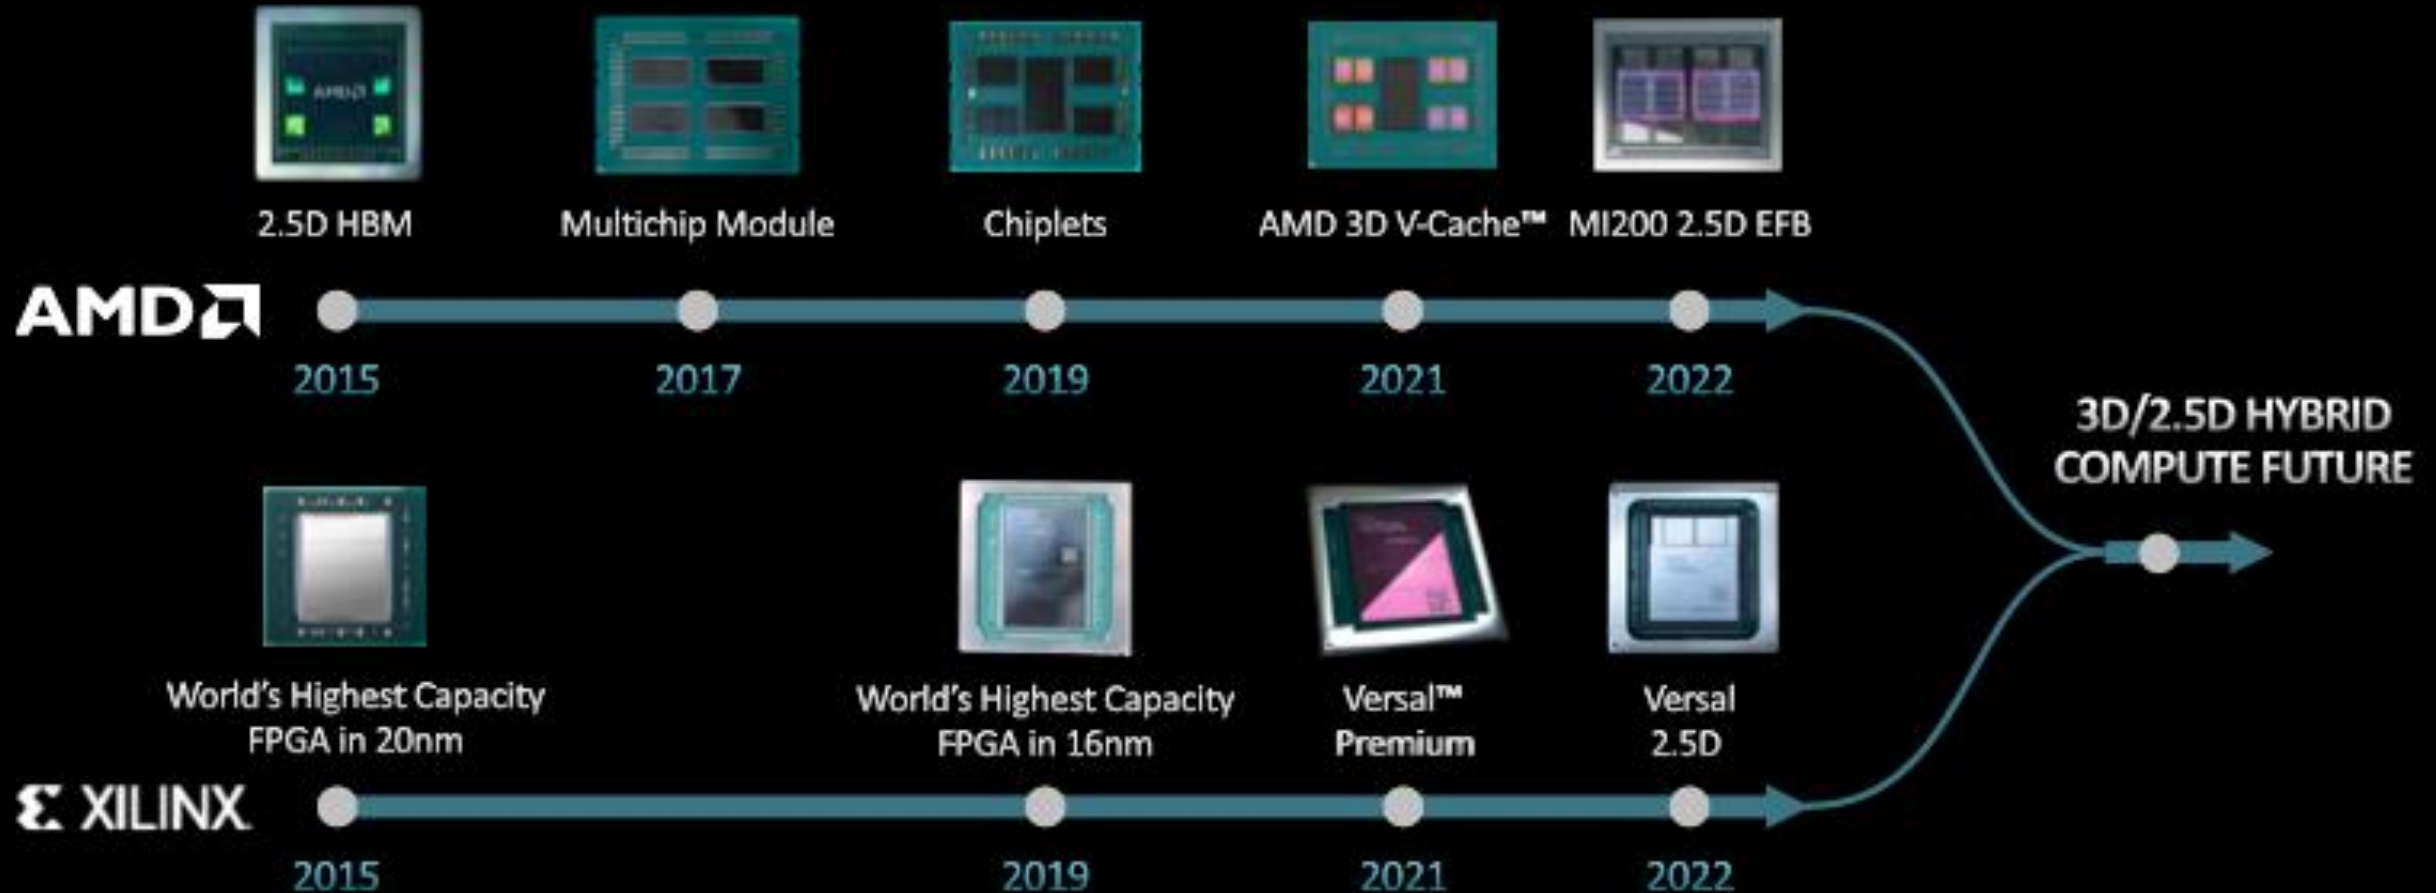 AMD
2.5D HBM
Multichip Module
Chiplets
AMD 3D V-Cache™
MI200 2.5D EFB
AMD
2015
2017
2019
2021
2022
3D/2.5D HYBRID
COMPUTE FUTURE
World's Highest Capacity
FPGA in 20nm
World's Highest Capacity
FPGA in 16nm
Versal™
Premium
Versal
2.5D
XILINX
2015
2019
2021
2022